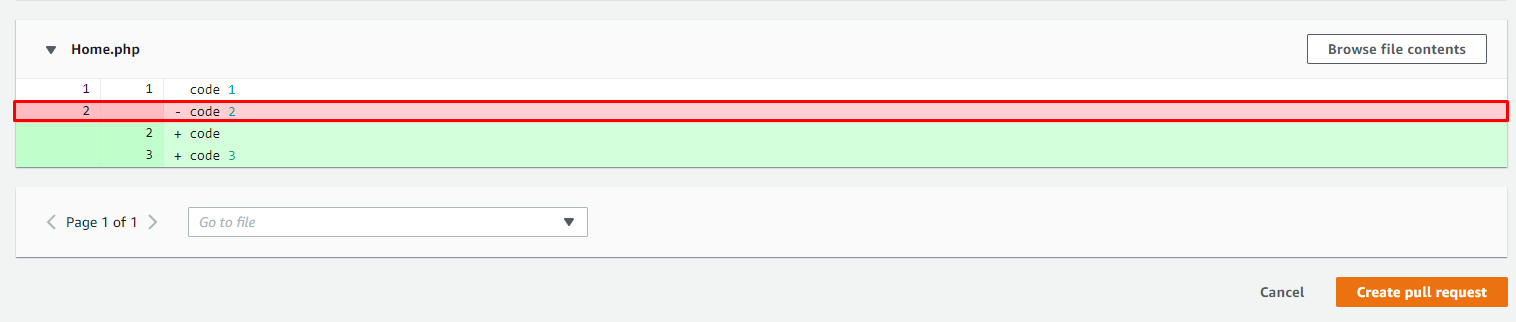 Home.php
Browse file contents
1 1 code 1
2 - code 2
2 + code
3 + code 3
Page 1 of 1
Go to file
Cancel
Create pull request